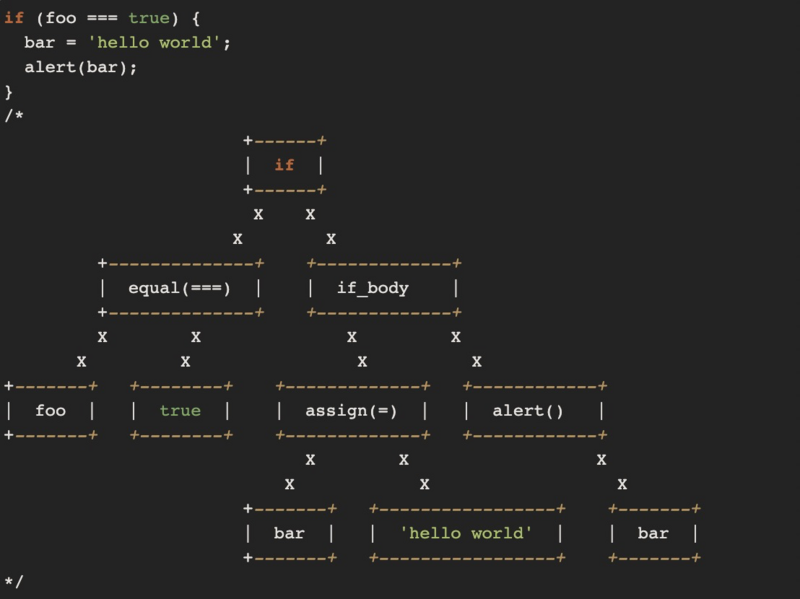 if (foo === true) {
  bar = 'hello world';
  alert(bar);
}
/*
                       +------+
                       |  if  |
                       +------+
                        X    X
                      X        X
         +--------------+    +-------------+
         |  equal(===)  |    |  if_body    |
         +--------------+    +-------------+
         X        X              X         X
       X         X                X          X
+-------+   +--------+    +-------------+   +------------+
|  foo  |   |  true  |    |  assign(=)  |   |  alert()   |
+-------+   +--------+    +-------------+   +------------+
                             X        X                  X
                           X            X                  X
                       +-------+   +-----------------+    +-------+
                       |  bar  |   |  'hello world'  |    |  bar  |
                       +-------+   +-----------------+    +-------+
*/